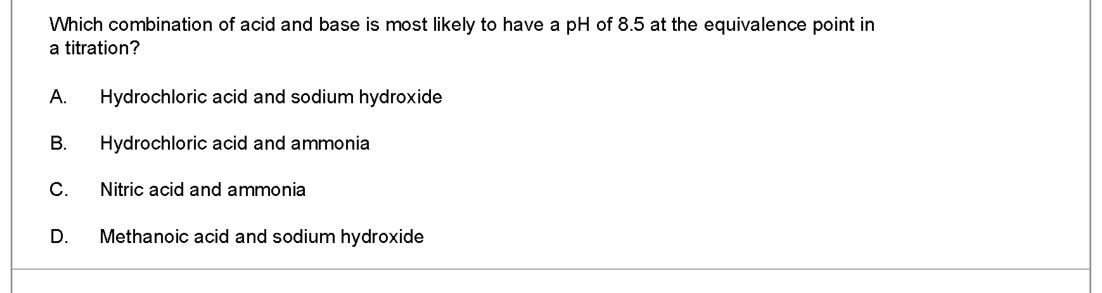 Which combination of acid and base is most likely to have a pH of 8.5 at the equivalence point in
a titration?
A. Hydrochloric acid and sodium hydroxide
B. Hydrochloric acid and ammonia
C. Nitric acid and ammonia
D. Methanoic acid and sodium hydroxide